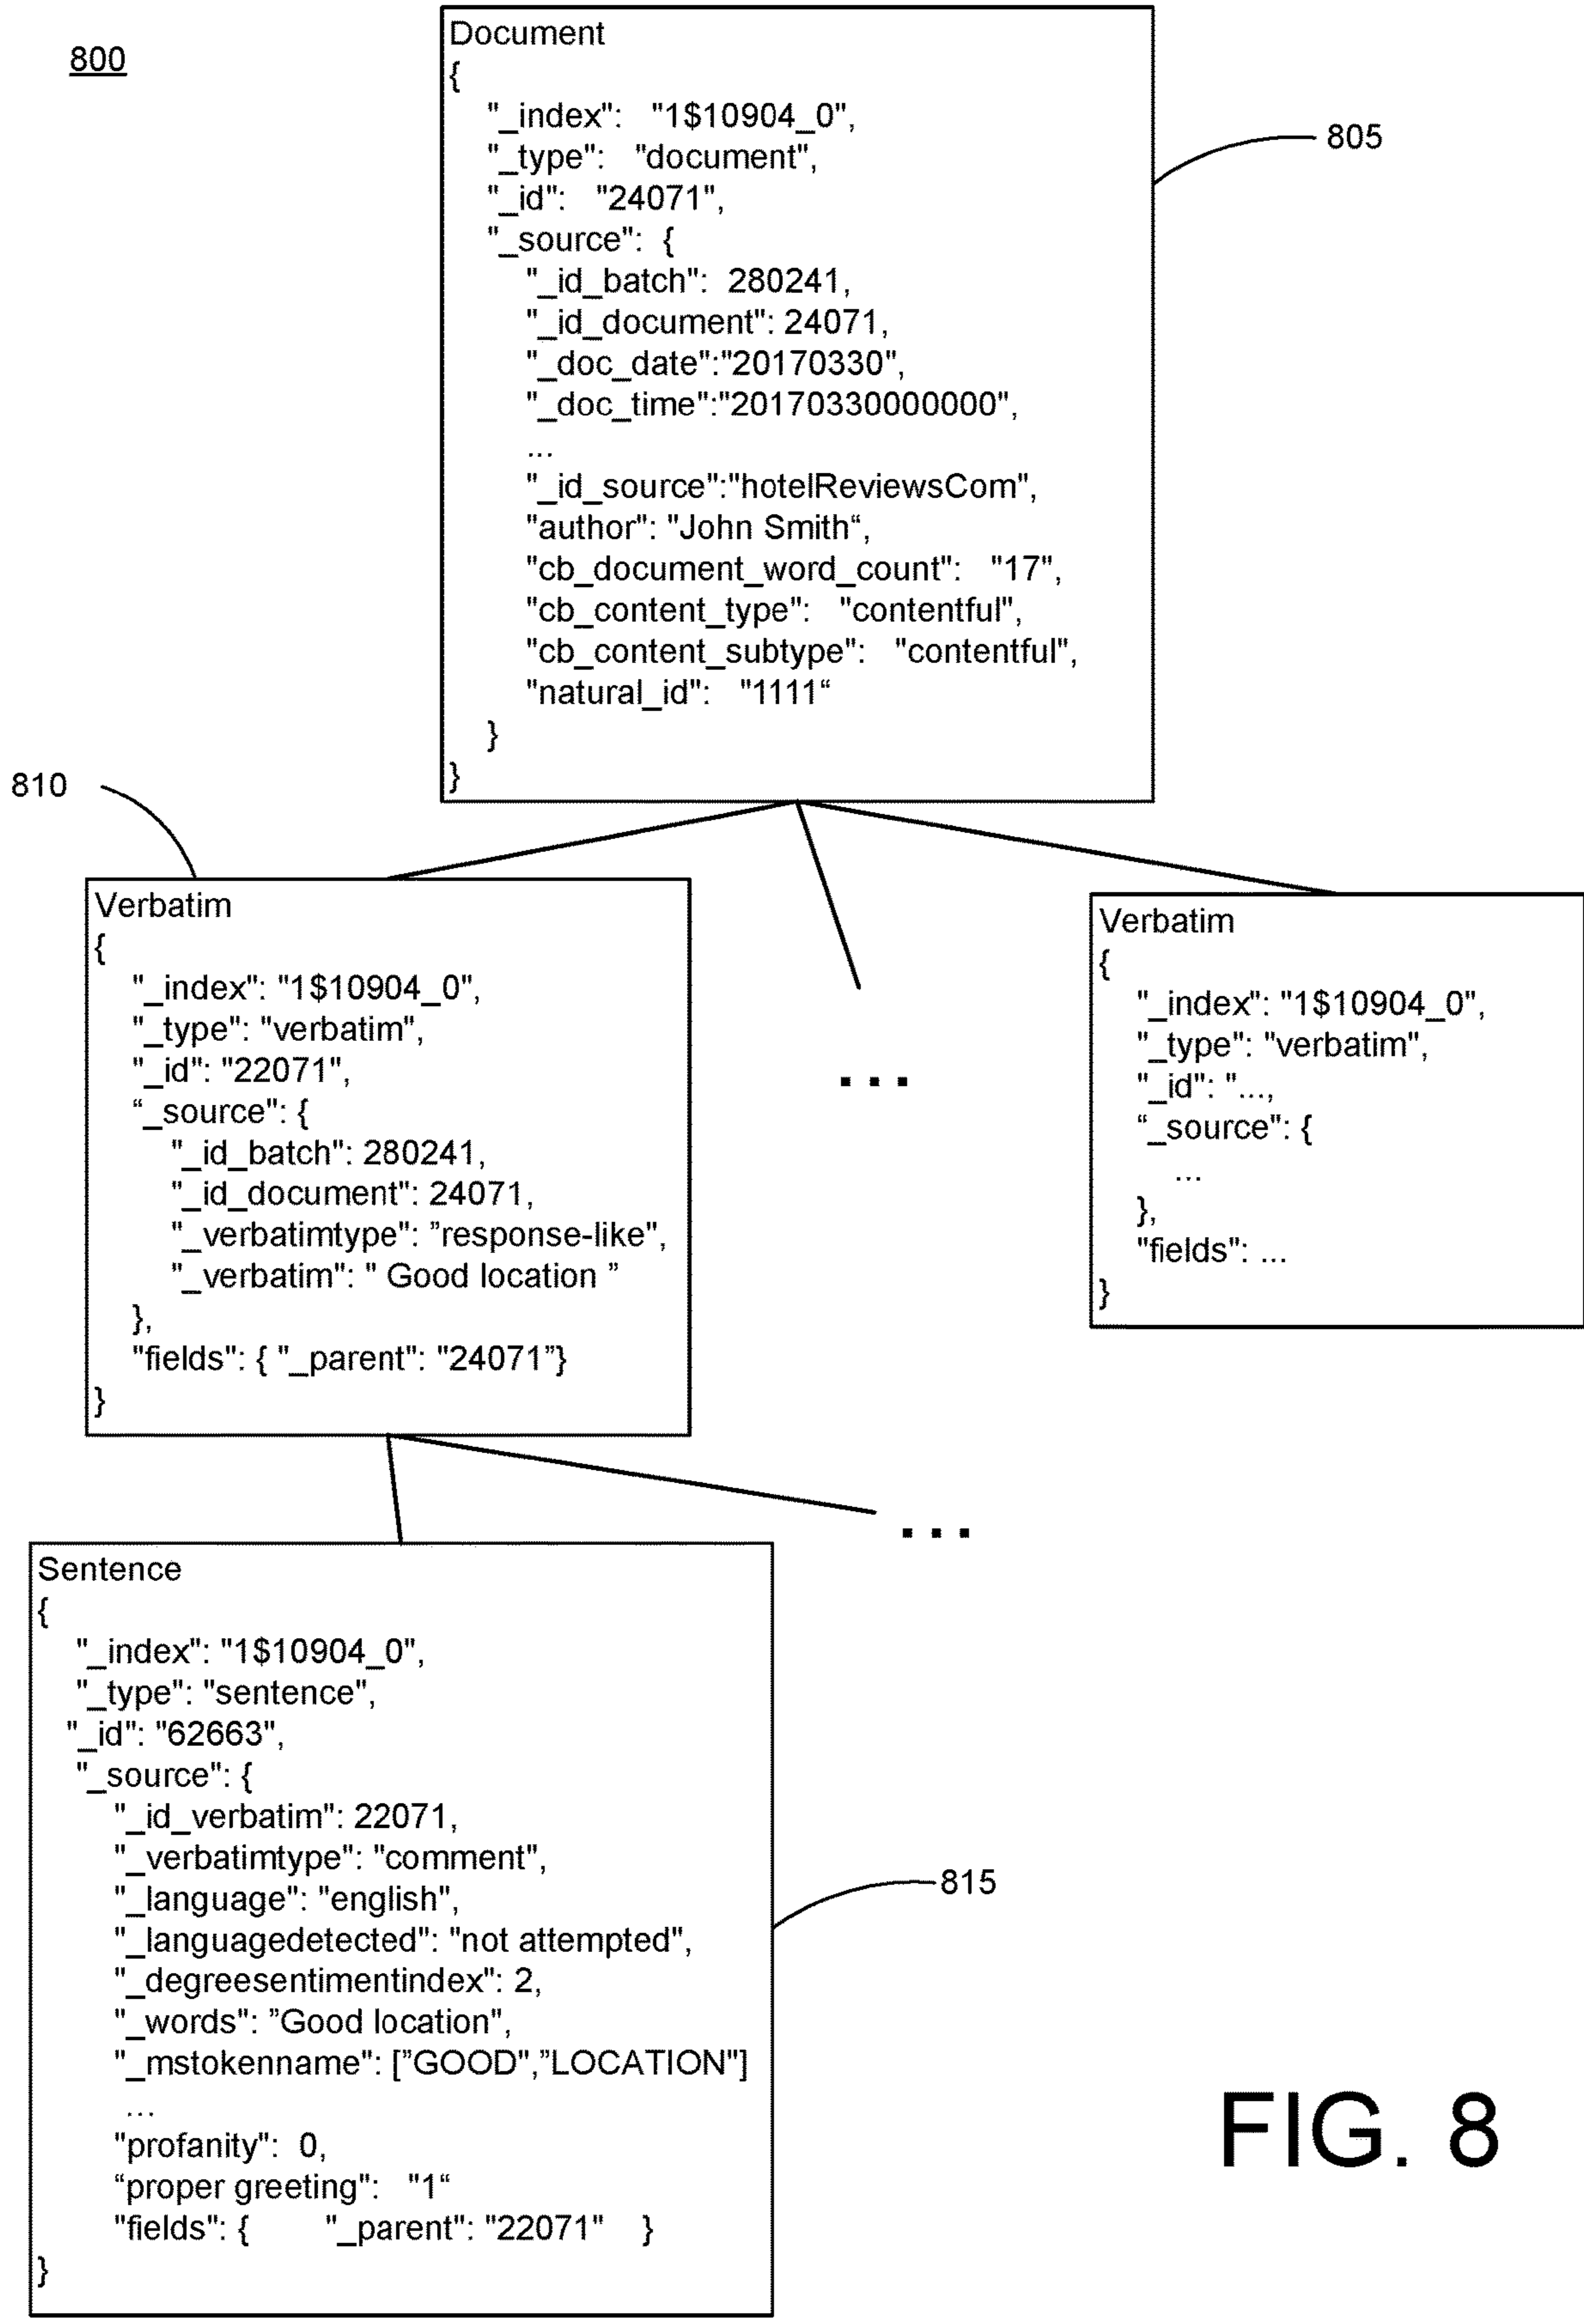 800
Document
{
"_index": "1$10904_0",
"_type": "document",
"_id": "24071",
"_source": {
"_id_batch": 280241,
"_id_document": 24071,
"_doc_date":"20170330",
"_doc_time":"20170330000000",
...
"_id_source":"hotelReviewsCom",
"author": "John Smith“,
"cb_document_word_count": "17",
"cb_content_type": "contentful",
"cb_content_subtype": "contentful",
"natural_id": "1111“
}
}
805
810
Verbatim
{
"_index": "1$10904_0",
"_type": "verbatim",
"_id": "22071",
“_source": {
"_id_batch": 280241,
"_id_document": 24071,
"_verbatimtype": ”response-like",
"_verbatim": " Good location ”
},
"fields": { "_parent": "24071”}
}
...
Verbatim
{
"_index": "1$10904_0",
"_type": "verbatim",
"_id": "...,
“_source": {
...
},
"fields": ...
}
...
Sentence
{
"_index": "1$10904_0",
"_type": "sentence",
"_id": "62663",
"_source": {
"_id_verbatim": 22071,
"_verbatimtype": "comment",
"_language": "english",
"_languagedetected": "not attempted",
"_degreesentimentindex": 2,
"_words": ”Good location",
"_mstokenname": [”GOOD",”LOCATION"]
...
"profanity": 0,
“proper greeting": "1“
"fields": { "_parent": "22071" }
}
815
FIG. 8